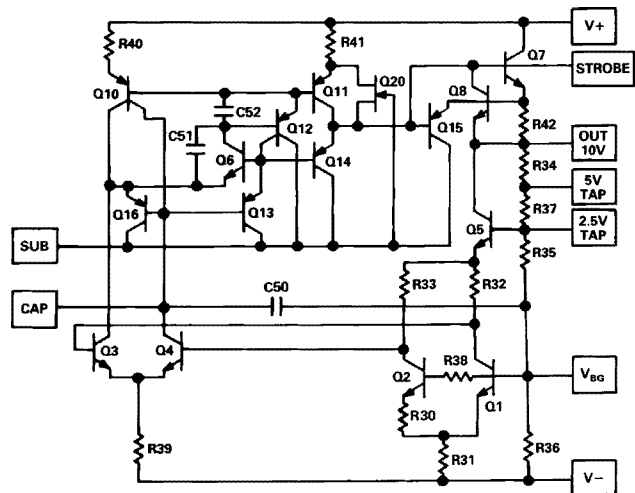 V+
R40
R41
Q7
STROBE
Q20
Q8
Q10
Q11
C52
R42
Q12
Q15
OUT
10V
C51
R34
Q6
Q14
5V
TAP
R37
Q16
Q13
Q5
2.5V
TAP
SUB
R35
R33
R32
C50
CAP
Q3
Q4
R38
VBG
Q2
Q1
R30
R39
R31
R36
V−